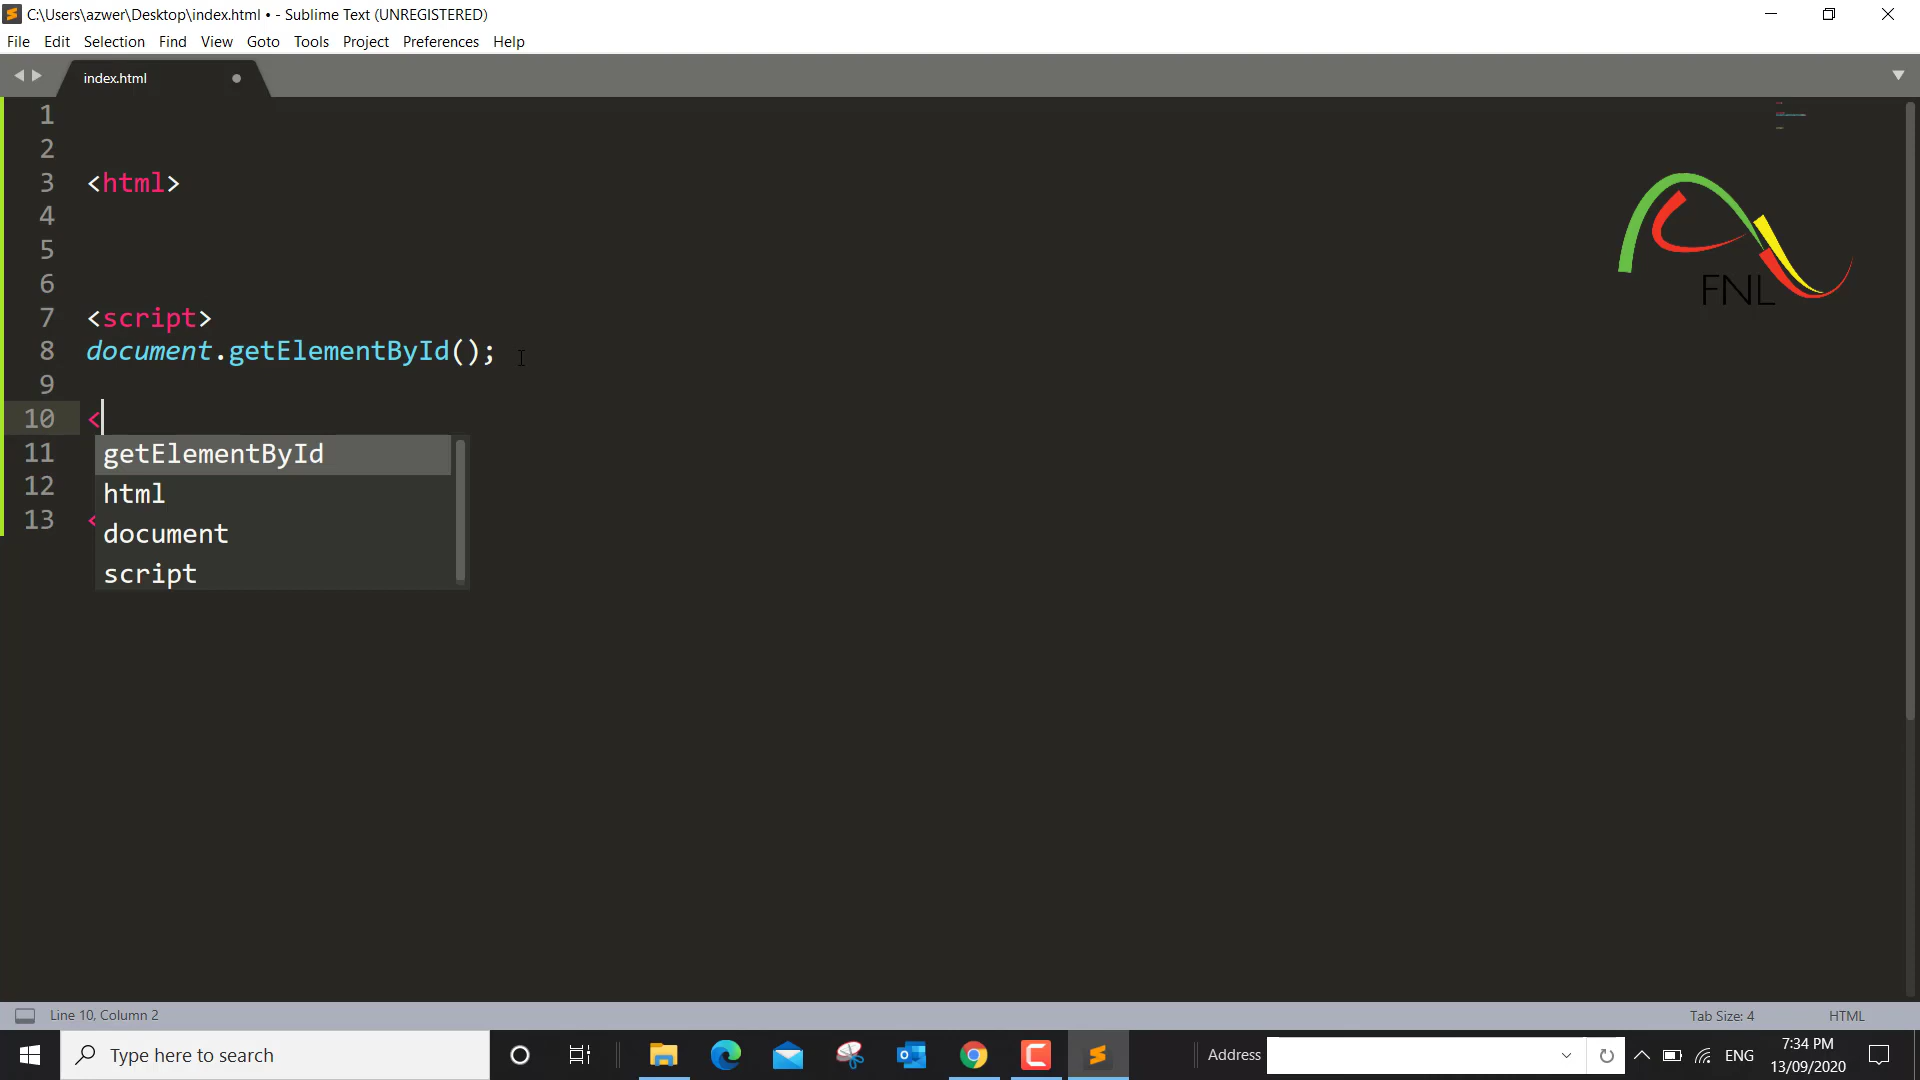 C:\Users\azwer\Desktop\index.html • - Sublime Text (UNREGISTERED)
File Edit Selection Find View Goto Tools Project Preferences Help
index.html
1
2
3 <html>
4
5
6
7 <script>
8 document.getElementById();
9
10 <
11 getElementById
12 html
13 <
document
script
FNL
Line 10, Column 2 Tab Size: 4 HTML
Type here to search Address ENG 7:34 PM
13/09/2020